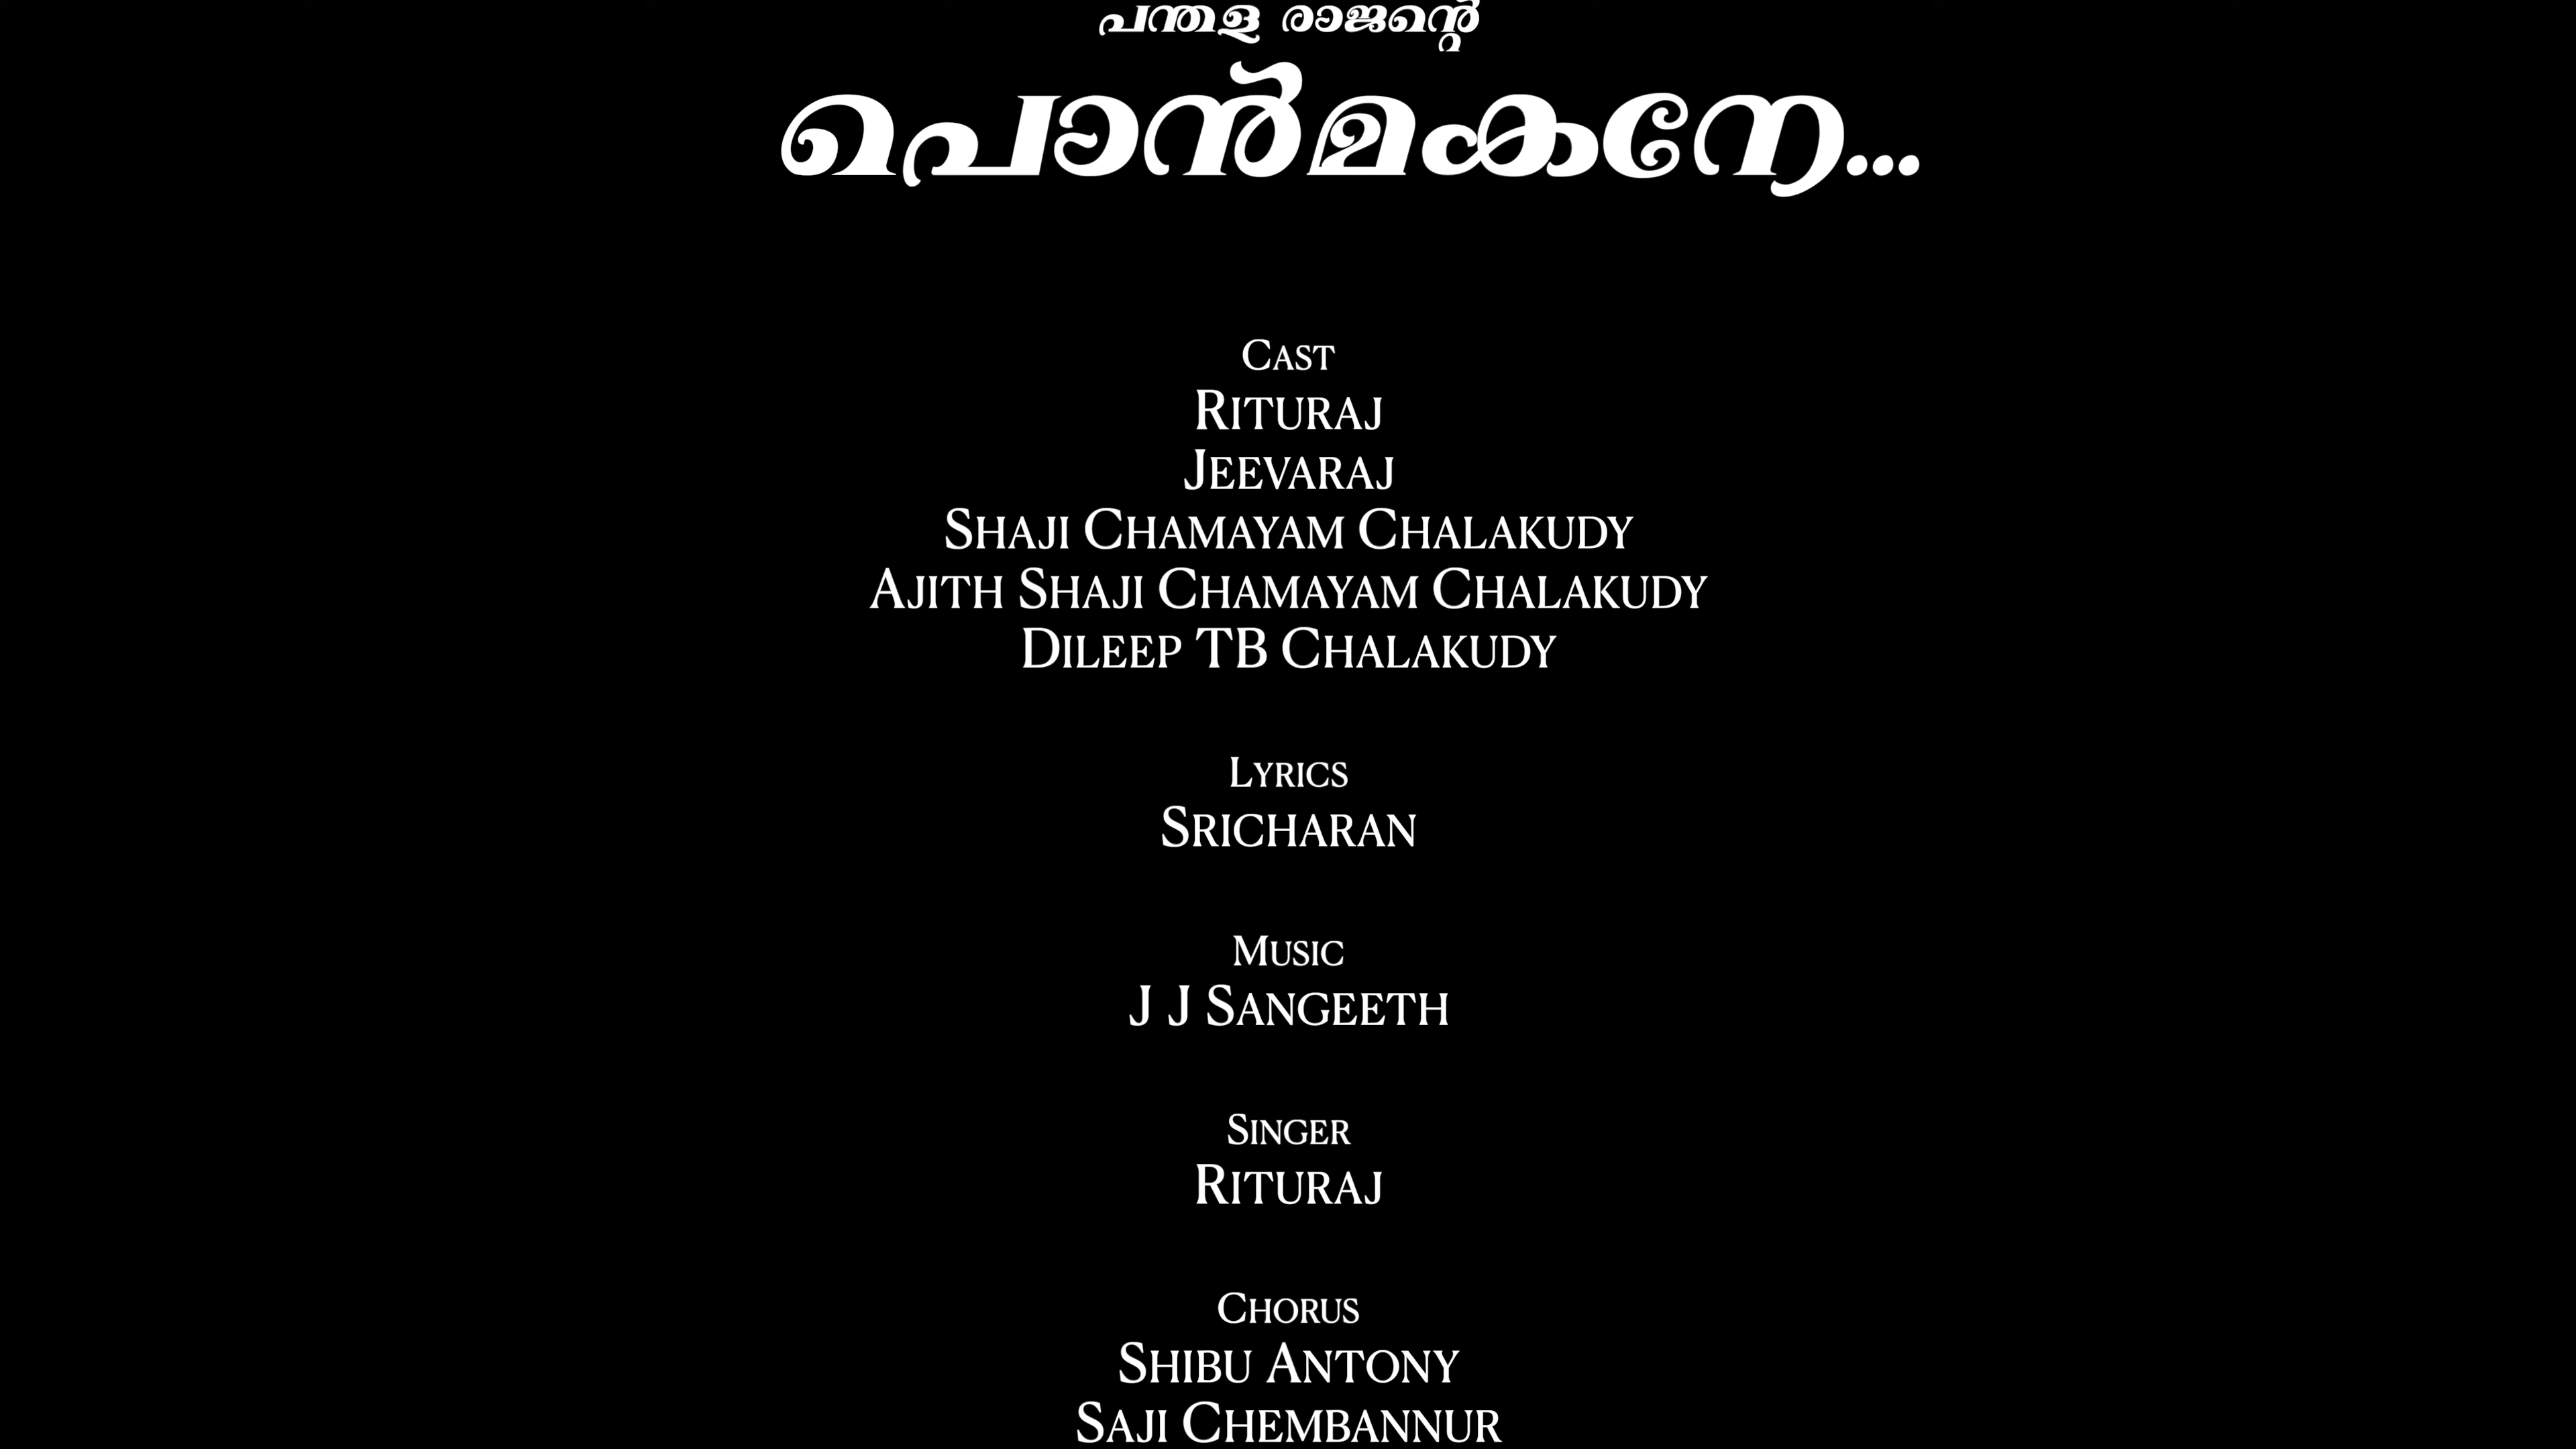 പന്തള രാജന്റെ
പൊൻമകനേ...
Cast
Rituraj
Jeevaraj
Shaji Chamayam Chalakudy
Ajith Shaji Chamayam Chalakudy
Dileep TB Chalakudy
Lyrics
Sricharan
Music
J J Sangeeth
Singer
Rituraj
Chorus
Shibu Antony
Saji Chembannur